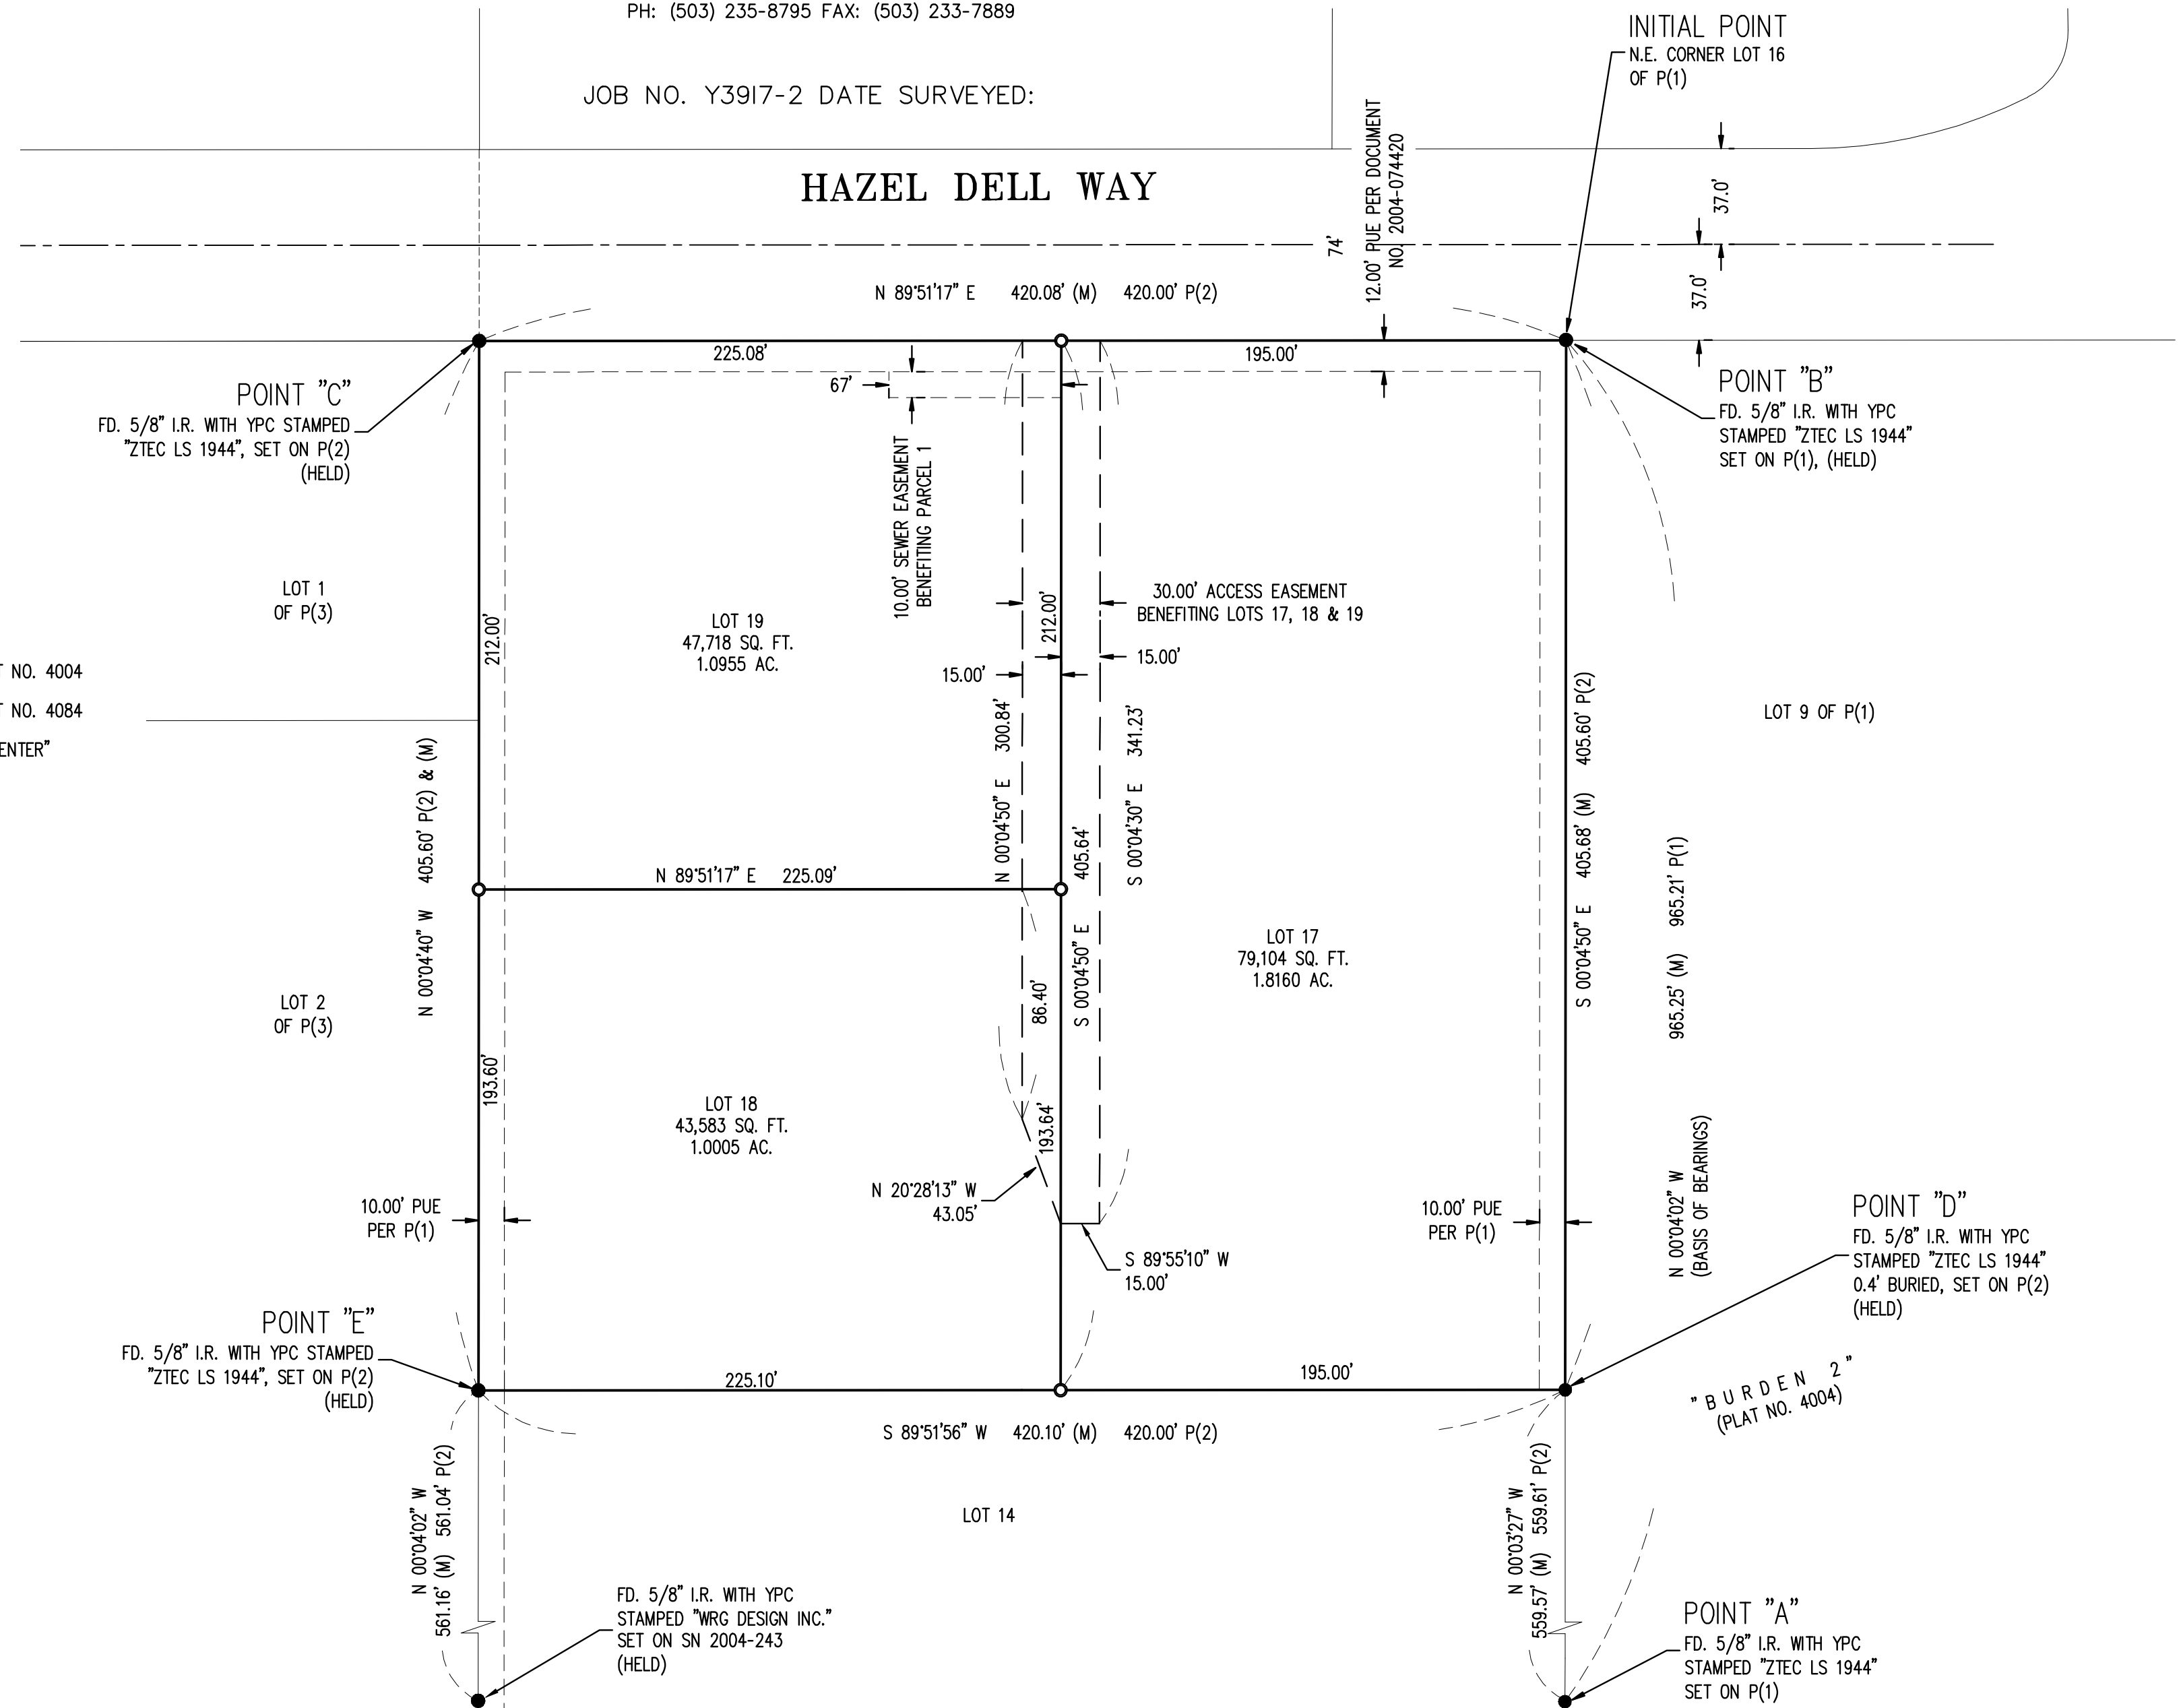 PH: (503) 235-8795 FAX: (503) 233-7889
JOB NO. Y3917-2 DATE SURVEYED:
INITIAL POINT
N.E. CORNER LOT 16
OF P(1)
HAZEL DELL WAY
12.00' PUE PER DOCUMENT
NO. 2004-074420
74'
37.0'
37.0'
N 89°51'17" E 420.08' (M) 420.00' P(2)
225.08'
195.00'
67'
POINT "C"
FD. 5/8" I.R. WITH YPC STAMPED
"ZTEC LS 1944", SET ON P(2)
(HELD)
POINT "B"
FD. 5/8" I.R. WITH YPC
STAMPED "ZTEC LS 1944"
SET ON P(1), (HELD)
10.00' SEWER EASEMENT
BENEFITING PARCEL 1
LOT 1
OF P(3)
212.00'
LOT 19
47,718 SQ. FT.
1.0955 AC.
212.00'
30.00' ACCESS EASEMENT
BENEFITING LOTS 17, 18 & 19
15.00'
15.00'
T NO. 4004
T NO. 4084
ENTER"
N 00°04'40" W 405.60' P(2) & (M)
N 00°04'50" E 300.84'
S 00°04'30" E 341.23'
S 00°04'50" E 405.64'
S 00°04'50" E 405.68' (M) 405.60' P(2)
LOT 9 OF P(1)
965.25' (M) 965.21' P(1)
N 00°04'02" W
(BASIS OF BEARINGS)
N 89°51'17" E 225.09'
LOT 17
79,104 SQ. FT.
1.8160 AC.
LOT 2
OF P(3)
86.40'
193.60'
LOT 18
43,583 SQ. FT.
1.0005 AC.
193.64'
N 20°28'13" W
43.05'
10.00' PUE
PER P(1)
10.00' PUE
PER P(1)
S 89°55'10" W
15.00'
POINT "D"
FD. 5/8" I.R. WITH YPC
STAMPED "ZTEC LS 1944"
0.4' BURIED, SET ON P(2)
(HELD)
POINT "E"
FD. 5/8" I.R. WITH YPC STAMPED
"ZTEC LS 1944", SET ON P(2)
(HELD)
225.10'
195.00'
"BURDEN 2"
(PLAT NO. 4004)
S 89°51'56" W 420.10' (M) 420.00' P(2)
LOT 14
N 00°04'02" W
561.16' (M) 561.04' P(2)
N 00°03'27" W
559.57' (M) 559.61' P(2)
FD. 5/8" I.R. WITH YPC
STAMPED "WRG DESIGN INC."
SET ON SN 2004-243
(HELD)
POINT "A"
FD. 5/8" I.R. WITH YPC
STAMPED "ZTEC LS 1944"
SET ON P(1)